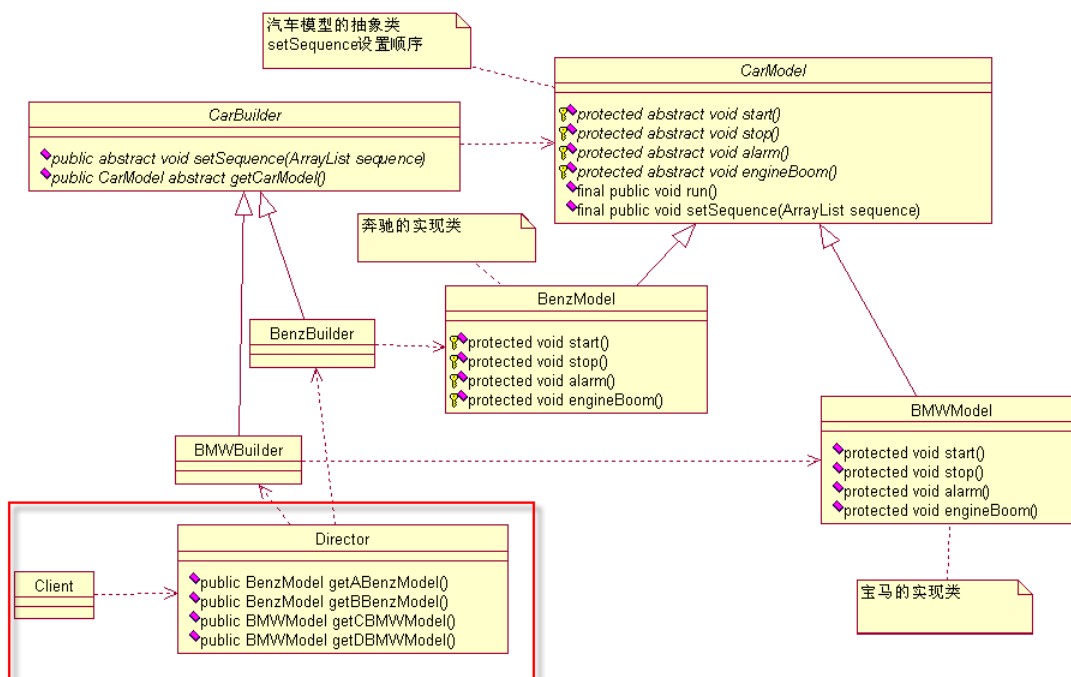 汽车模型的抽象类
setSequence设置顺序
CarModel
protected abstract void start()
protected abstract void stop()
protected abstract void alarm()
protected abstract void engineBoom()
final public void run()
final public void setSequence(ArrayList sequence)
CarBuilder
public abstract void setSequence(ArrayList sequence)
public CarModel abstract getCarModel()
奔驰的实现类
BenzModel
protected void start()
protected void stop()
protected void alarm()
protected void engineBoom()
BenzBuilder
BMWModel
protected void start()
protected void stop()
protected void alarm()
protected void engineBoom()
BMWBuilder
Director
public BenzModel getABenzModel()
public BenzModel getBBenzModel()
public BMWModel getCBMWModel()
public BMWModel getDBMWModel()
Client
宝马的实现类